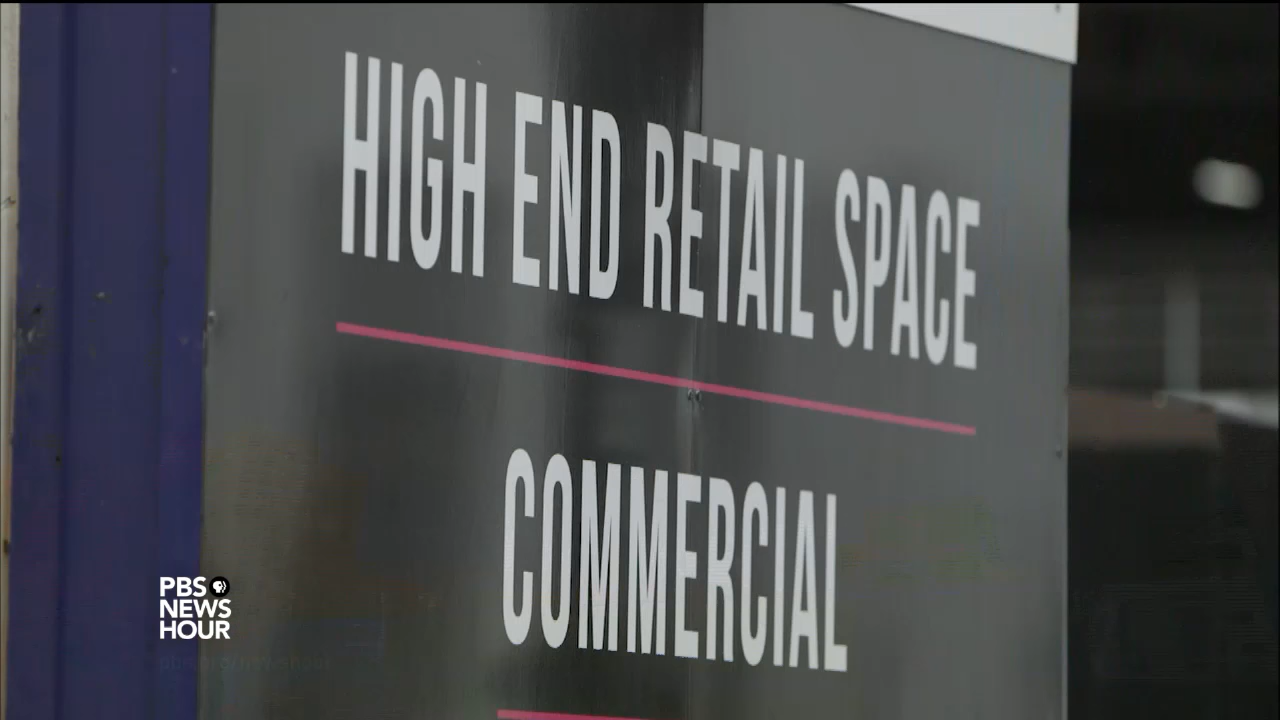 HIGH END RETAIL SPACE
COMMERCIAL
PBS
NEWS
HOUR